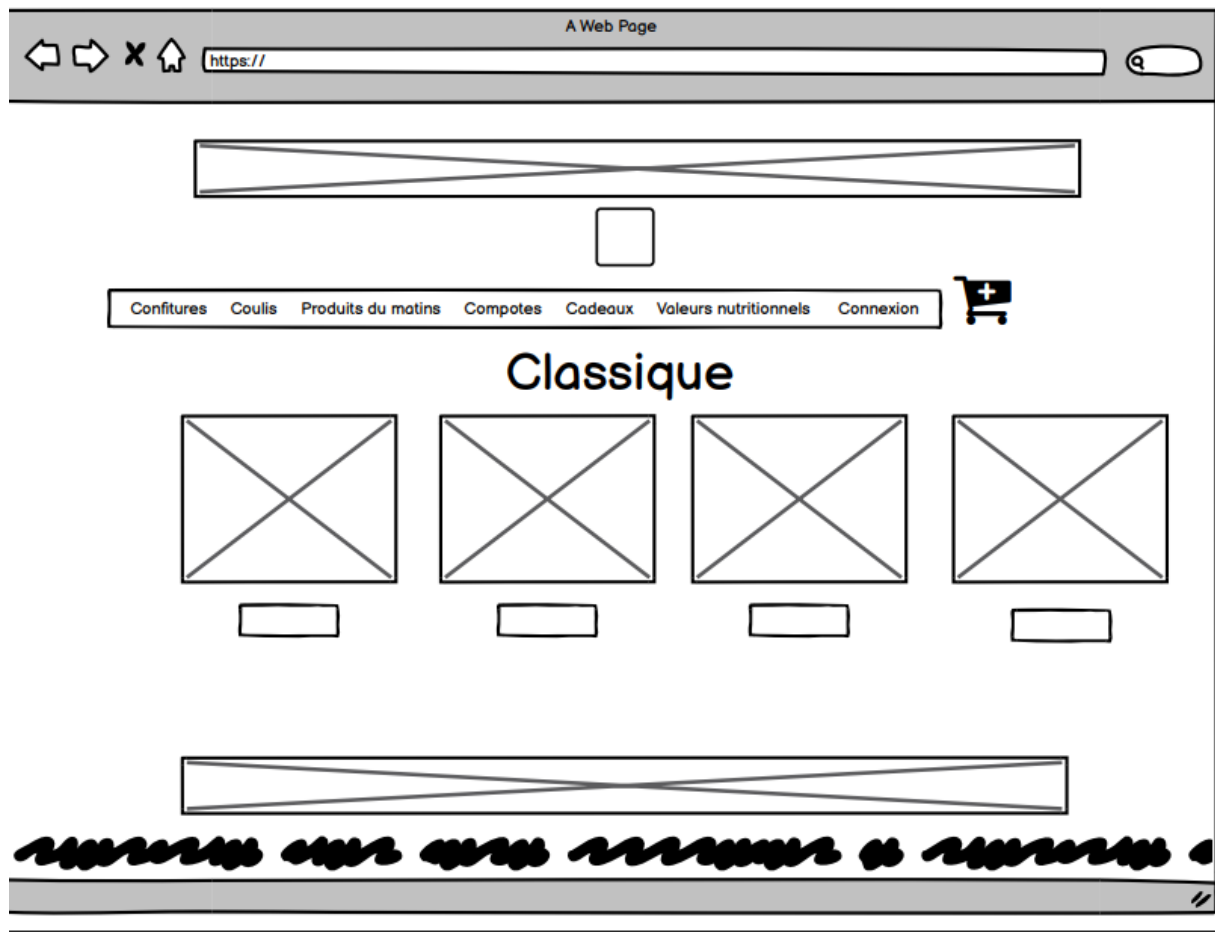 A Web Page
https://
Confitures Coulis Produits du matins Compotes Cadeaux Valeurs nutritionnels Connexion
Classique